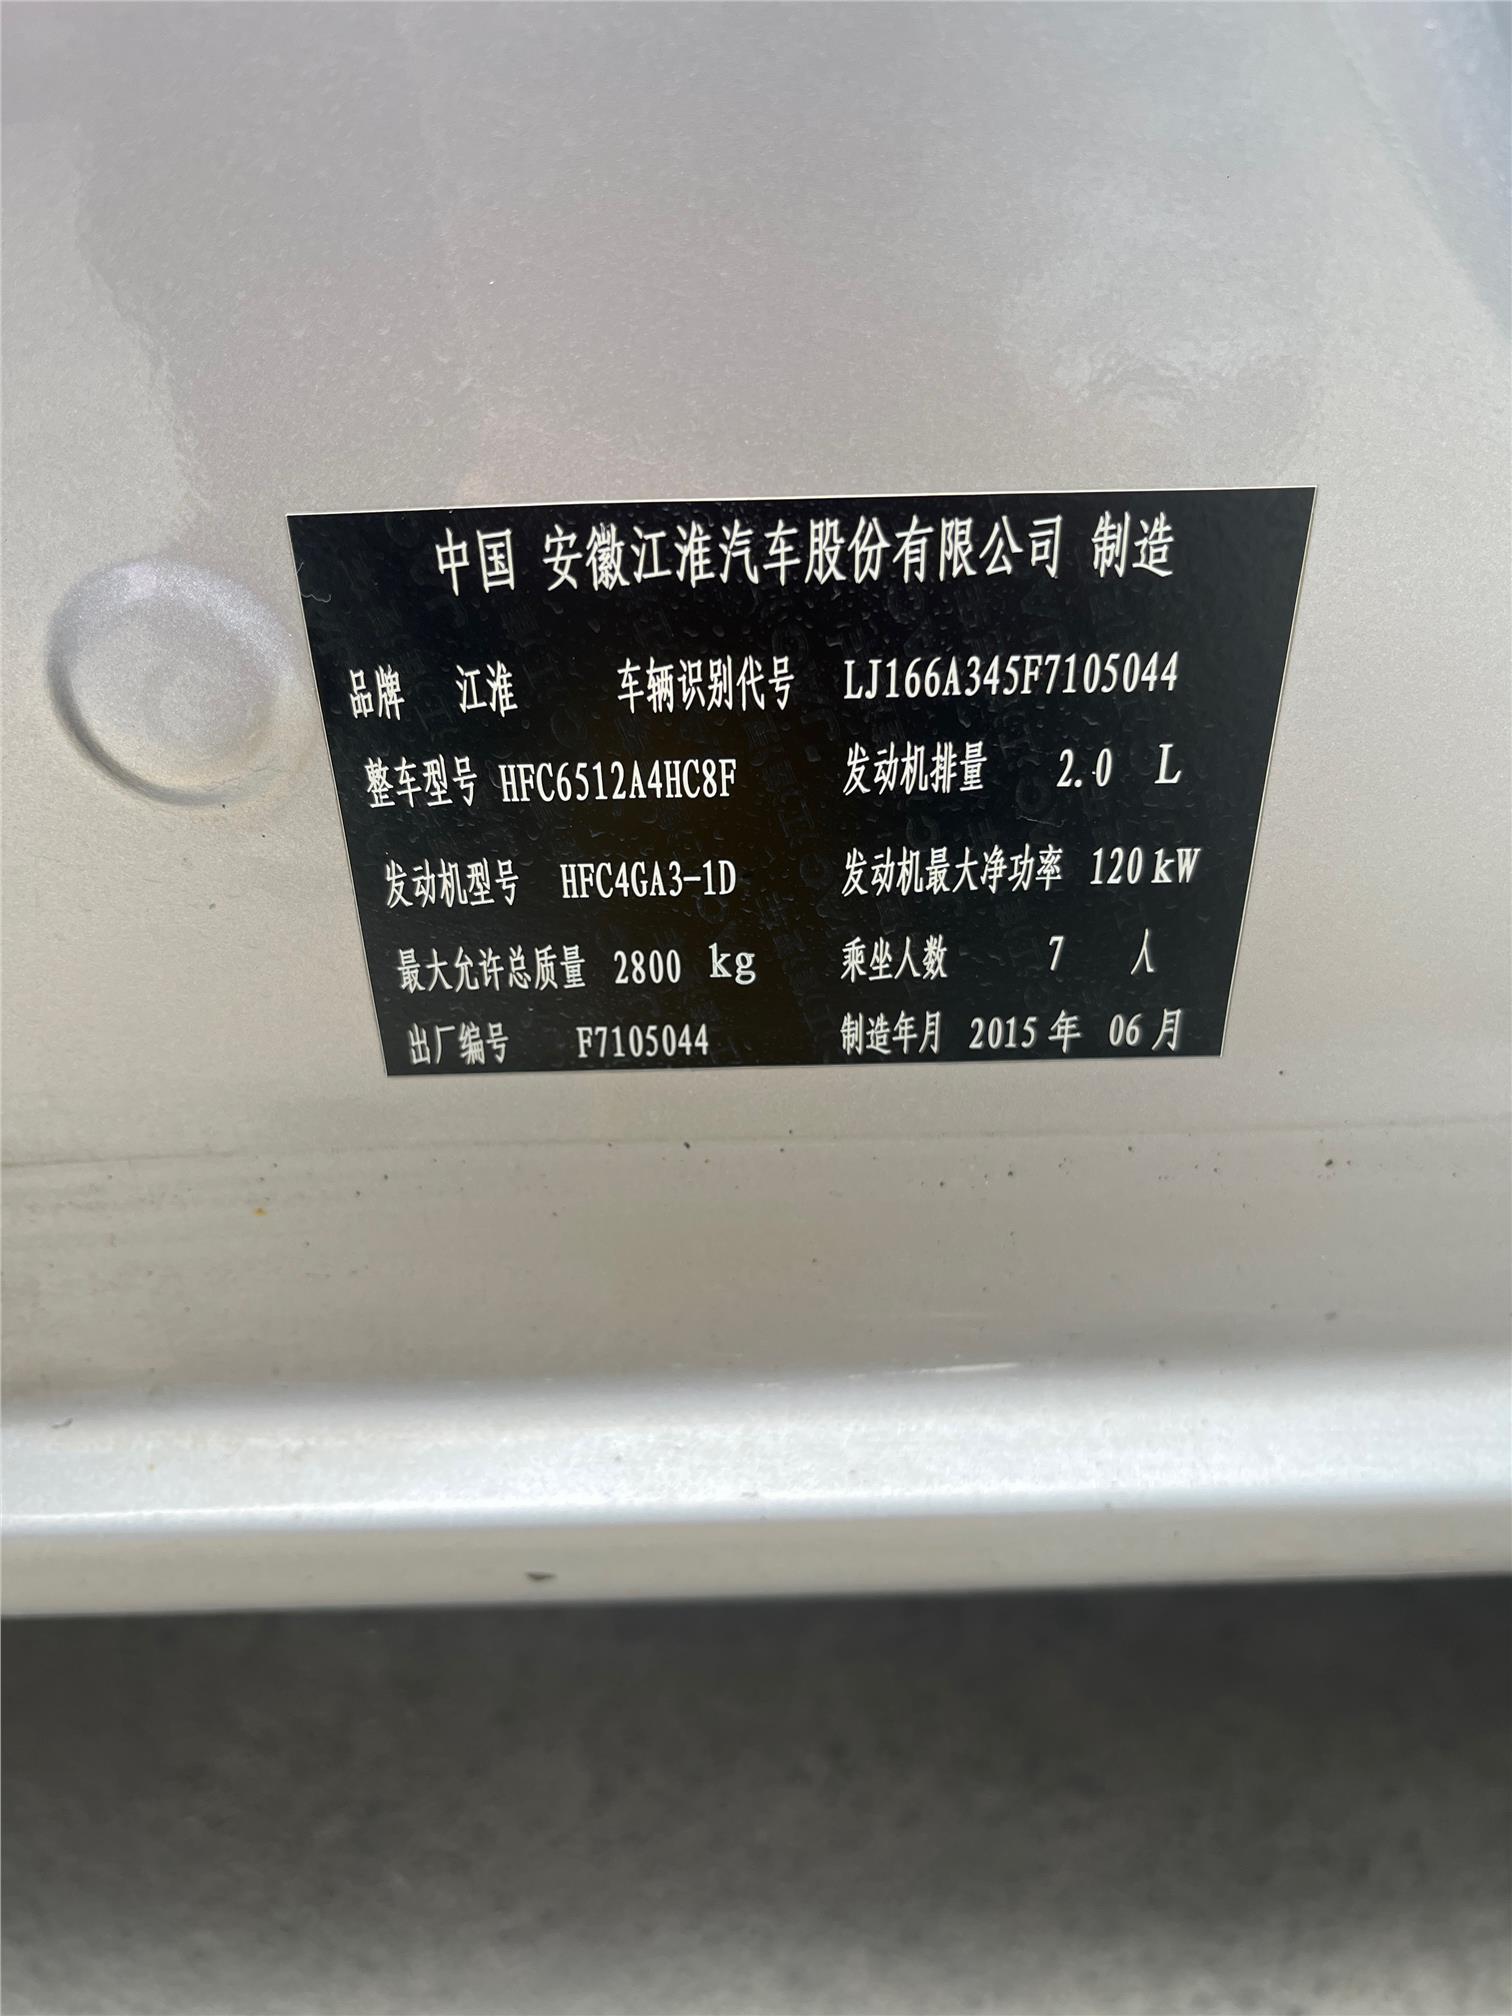 中国 安徽江淮汽车股份有限公司 制造
品牌 江淮 车辆识别代号 LJ166A345F7105044
整车型号 HFC6512A4HC8F 发动机排量 2.0 L
发动机型号 HFC4GA3-1D 发动机最大净功率 120 kW
最大允许总质量 2800 kg 乘坐人数 7 人
出厂编号 F7105044 制造年月 2015 年 06 月